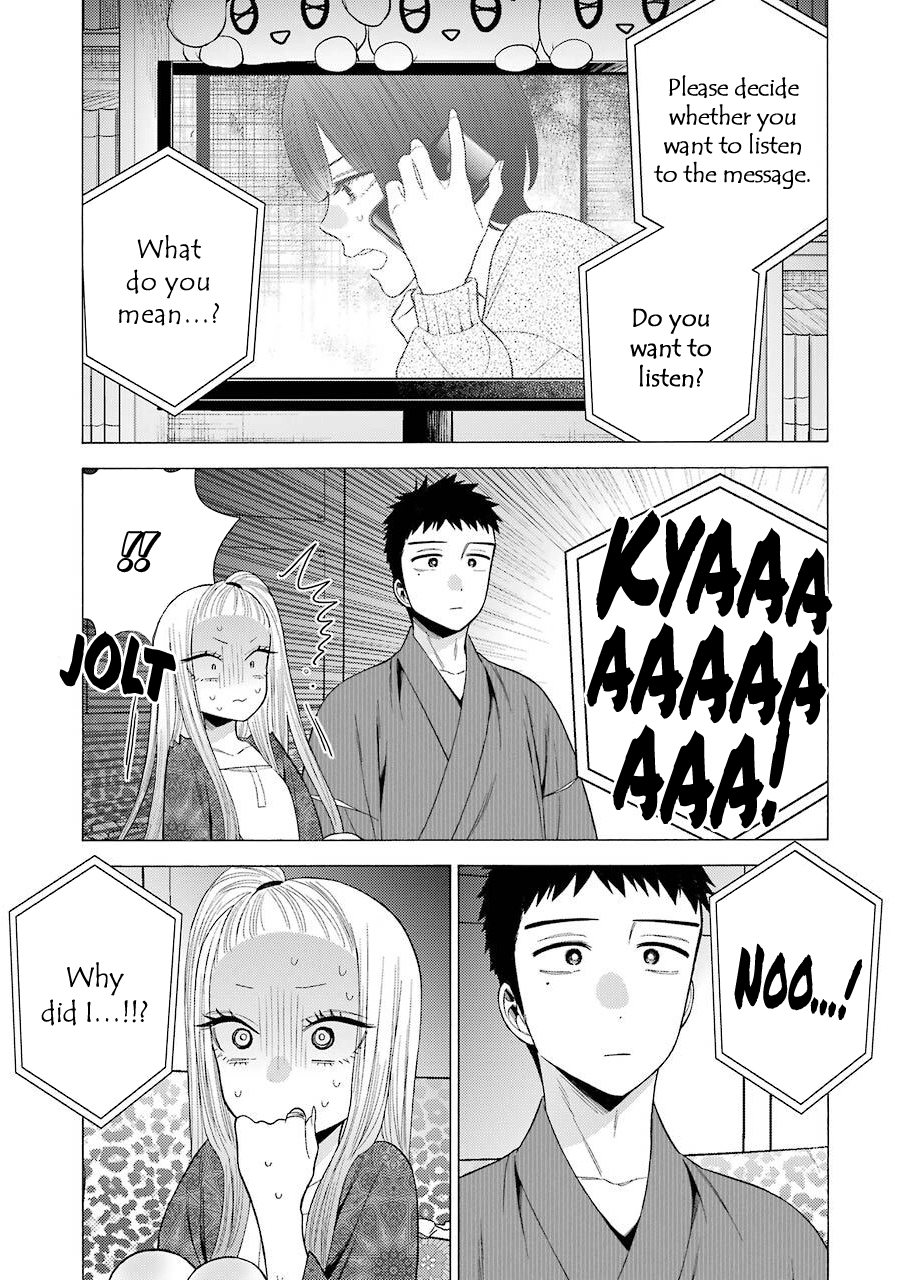 Please decide
whether you
want to listen
to the message.
Do you
want to
listen?
What
do you
mean...?
KYAAA
AAAAAA
AAA!
!!
JOLT
NOO....!
Why
did I...!!!?